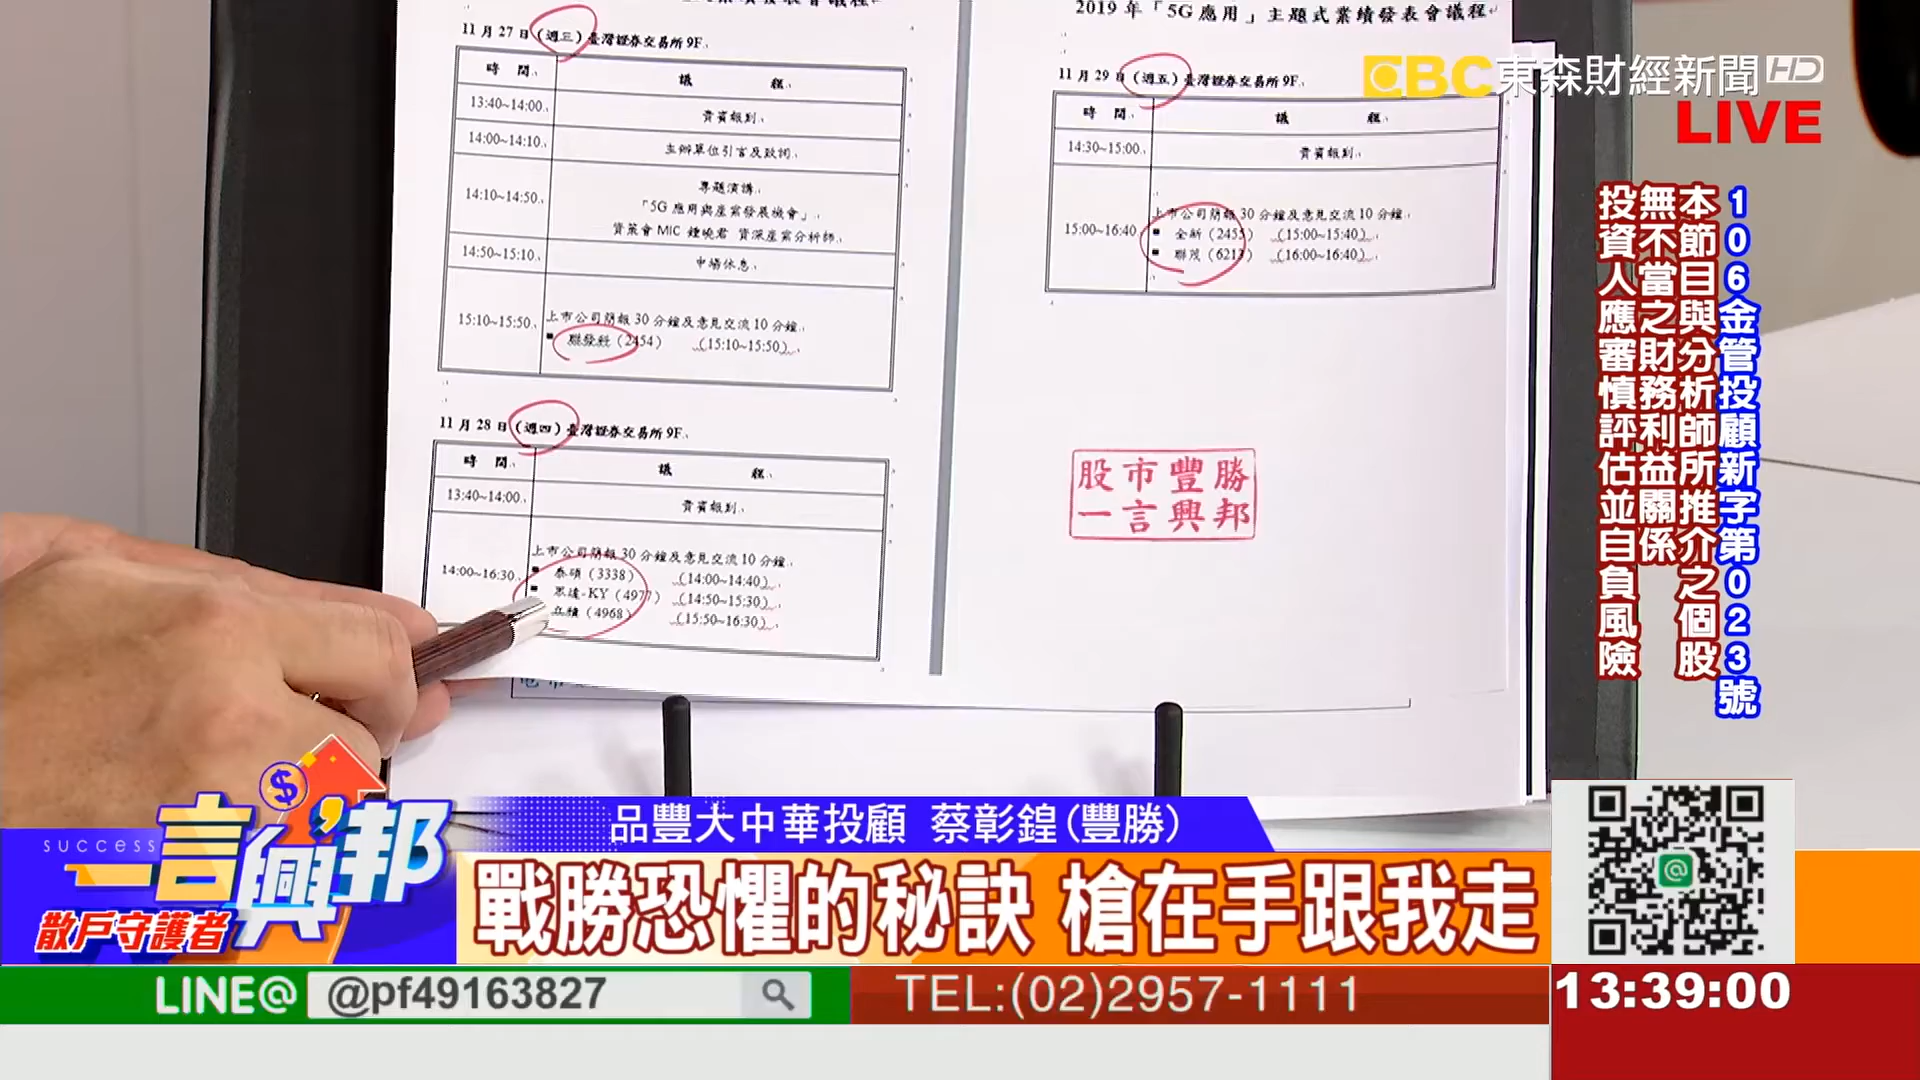 2019 年「5G 應用」主題式業績發表會議程
11 月 27 日（週三）臺灣證券交易所 9F
時 間
議 程
13:40~14:00
貴賓報到
14:00~14:10
主辦單位引言及致詞
14:10~14:50
專題演講
「5G 應用與產業發展機會」
資策會 MIC 鍾曉君 資深產業分析師
14:50~15:10
中場休息
15:10~15:50
上市公司簡報 30 分鐘及意見交流 10 分鐘
聯發科（2454） （15:10~15:50）
11 月 28 日（週四）臺灣證券交易所 9F
時 間
議 程
13:40~14:00
貴賓報到
14:00~16:30
上市公司簡報 30 分鐘及意見交流 10 分鐘
泰碩（3338） （14:00~14:40）
眾達-KY（4977） （14:50~15:30）
立積（4968） （15:50~16:30）
11 月 29 日（週五）臺灣證券交易所 9F
時 間
議 程
14:30~15:00
貴賓報到
15:00~16:40
上市公司簡報 30 分鐘及意見交流 10 分鐘
全新（2455） （15:00~15:40）
聯茂（6213） （16:00~16:40）
股市豐勝
一言興邦
EBC 東森財經新聞 HD
LIVE
106金管投顧新字第023號
本節目與分析師所推介之個股
無不當之財務利益關係
投資人應審慎評估並自負風險
$
success
一言興邦
散戶守護者
品豐大中華投顧 蔡彰鍠(豐勝)
戰勝恐懼的秘訣 槍在手跟我走
LINE@ @pf49163827
TEL:(02)2957-1111
13:39:00